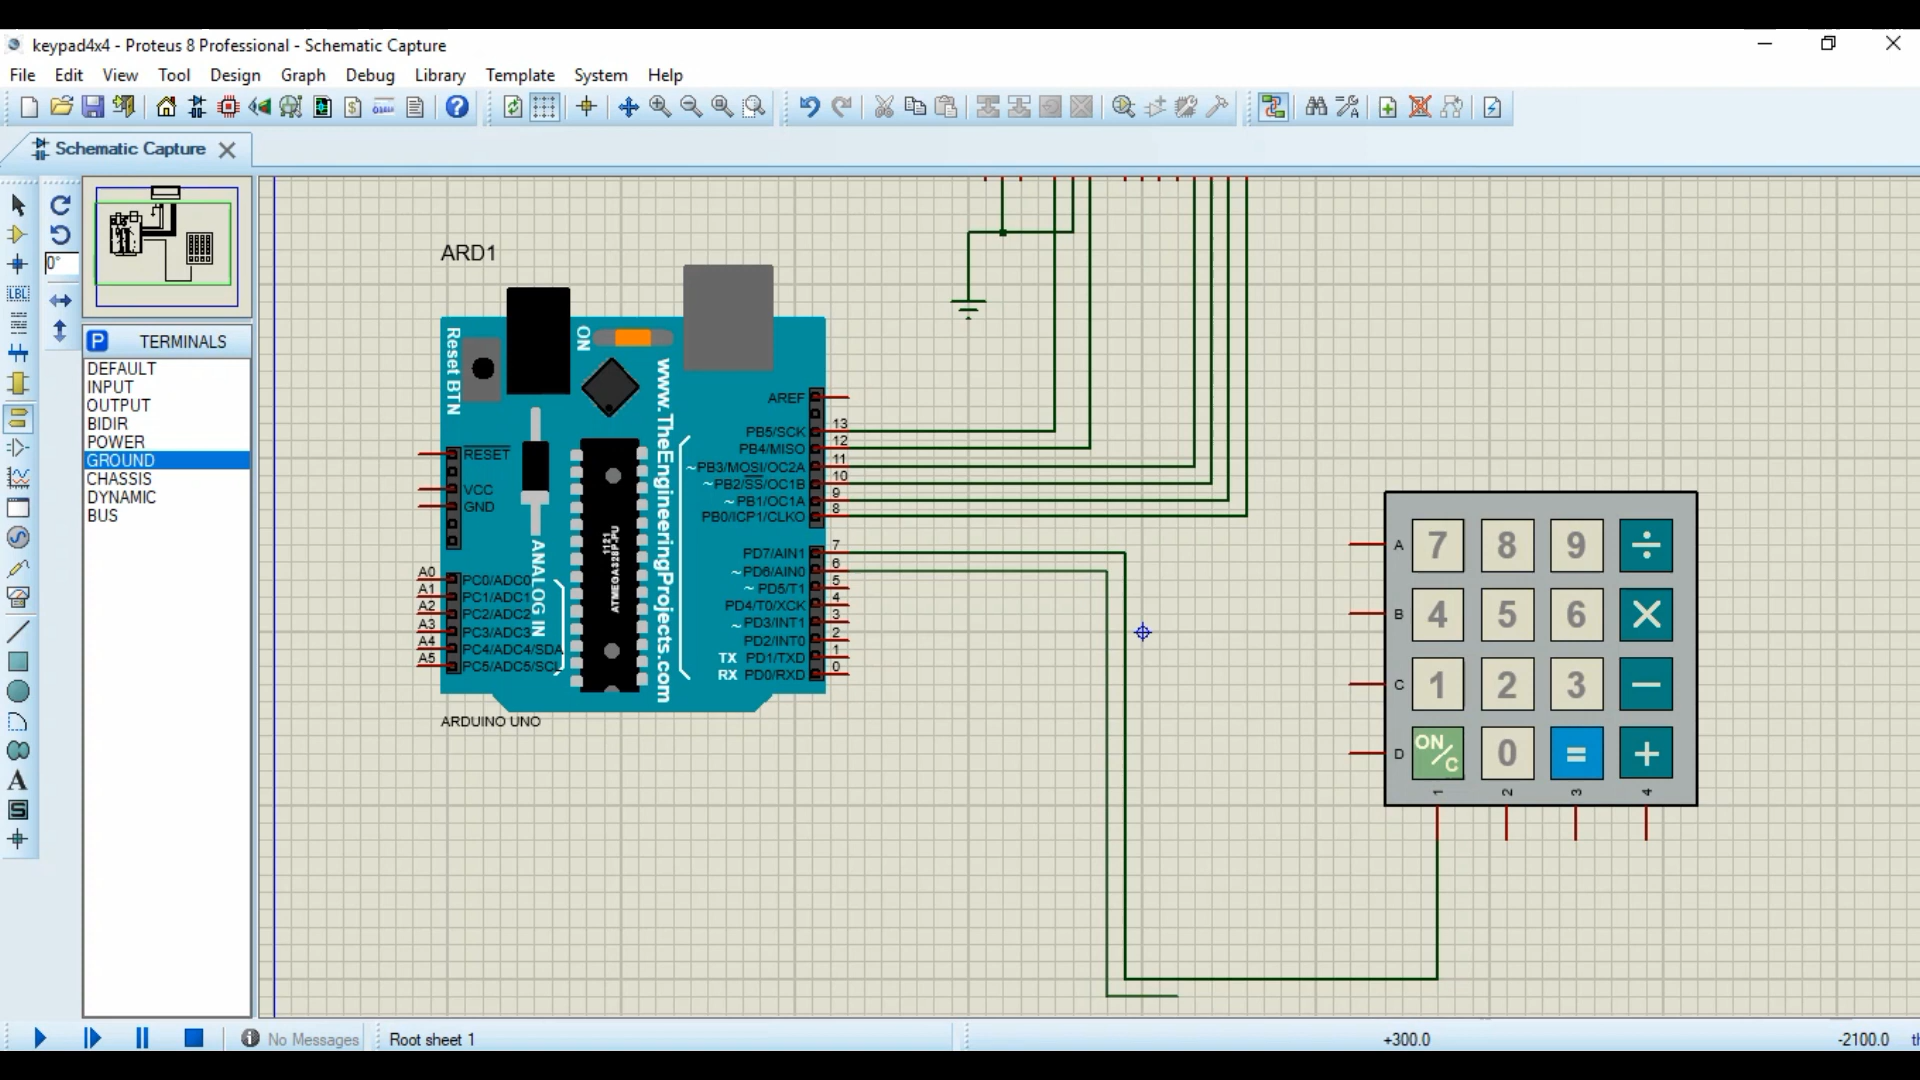 keypad4x4 - Proteus 8 Professional - Schematic Capture
File Edit View Tool Design Graph Debug Library Template System Help
Schematic Capture
0°
LBL
P TERMINALS
DEFAULT
INPUT
OUTPUT
BIDIR
POWER
GROUND
CHASSIS
DYNAMIC
BUS
A
S
ARD1
Reset BTN
ON
www.TheEngineeringProjects.com
ANALOG IN
1121
ATMEGA328P-PU
RESET
VCC
GND
A0 PC0/ADC0
A1 PC1/ADC1
A2 PC2/ADC2
A3 PC3/ADC3
A4 PC4/ADC4/SDA
A5 PC5/ADC5/SCL
AREF
PB5/SCK 13
PB4/MISO 12
~PB3/MOSI/OC2A 11
~PB2/SS/OC1B 10
~PB1/OC1A 9
PB0/ICP1/CLKO 8
PD7/AIN1 7
~PD6/AIN0 6
~PD5/T1 5
PD4/T0/XCK 4
~PD3/INT1 3
PD2/INT0 2
TX PD1/TXD 1
RX PD0/RXD 0
ARDUINO UNO
A 7 8 9 ÷
B 4 5 6 ×
C 1 2 3 −
D ON/C 0 = +
1 2 3 4
No Messages
Root sheet 1
+300.0
-2100.0